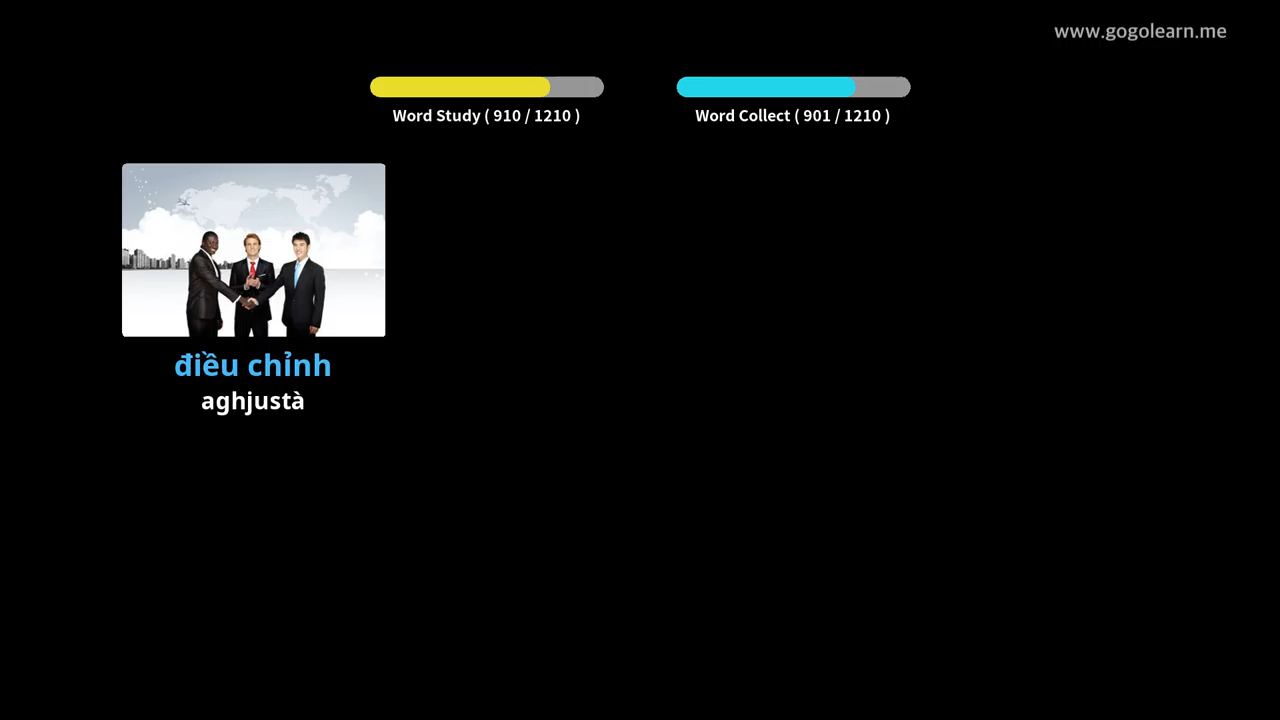 www.gogolearn.me
Word Study ( 910 / 1210 )
Word Collect ( 901 / 1210 )
điều chỉnh
aghjustà